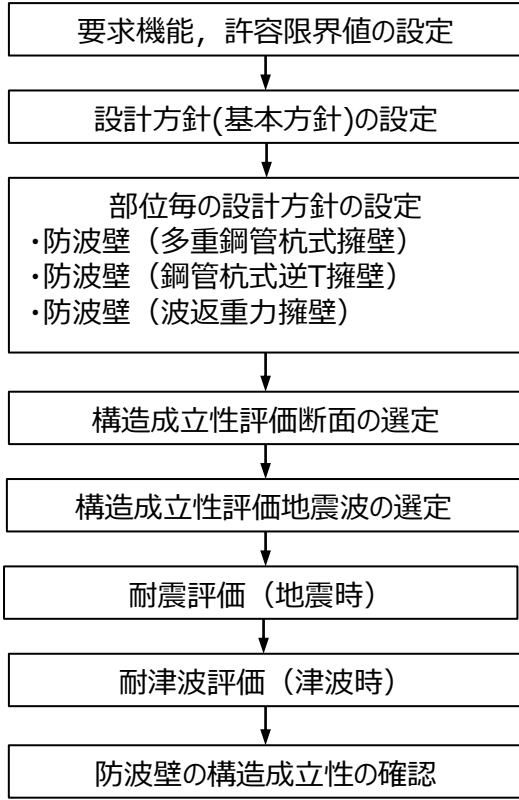 要求機能，許容限界値の設定
設計方針(基本方針)の設定
部位毎の設計方針の設定
・防波壁（多重鋼管杭式擁壁）
・防波壁（鋼管杭式逆T擁壁）
・防波壁（波返重力擁壁）
構造成立性評価断面の選定
構造成立性評価地震波の選定
耐震評価（地震時）
耐津波評価（津波時）
防波壁の構造成立性の確認